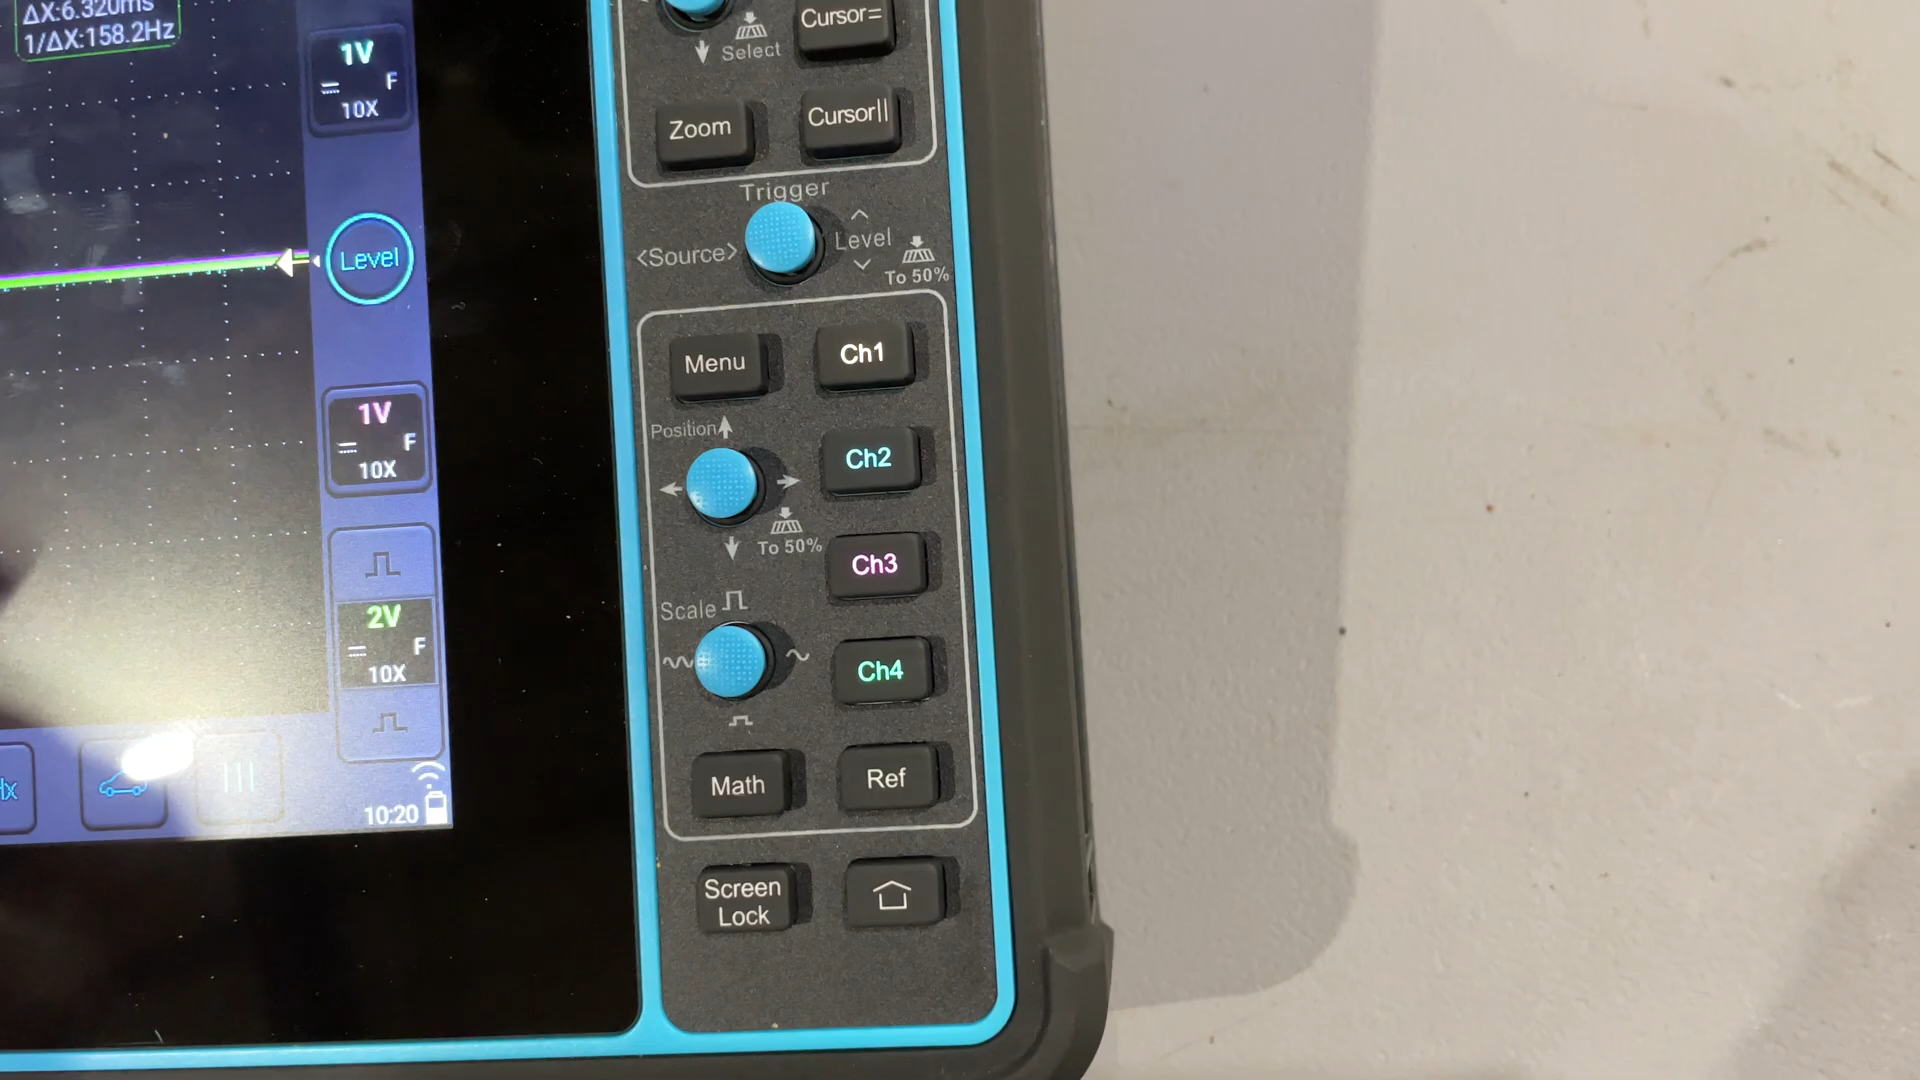 ΔX:6.320ms
1/ΔX:158.2Hz
1V
F
10X
Level
1V
F
10X
2V
F
10X
10:20
Select
Cursor=
Zoom
Cursor||
Trigger
<Source>
Level
To 50%
Menu
Ch1
Position
Ch2
To 50%
Ch3
Scale
Ch4
Math
Ref
Screen
Lock